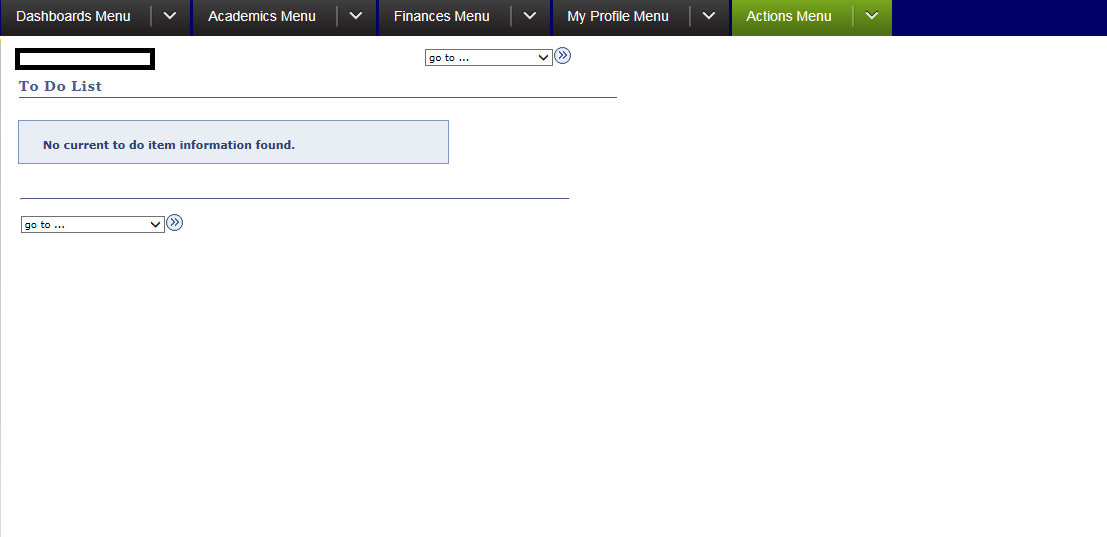 Dashboards Menu Academics Menu Finances Menu My Profile Menu Actions Menu
go to ...
To Do List
No current to do item information found.
go to ...